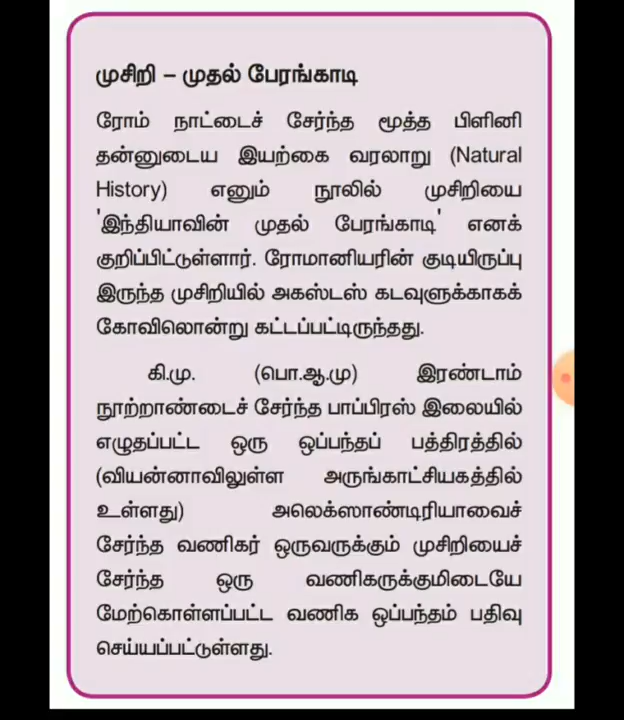 முசிறி – முதல் பேரங்காடி
ரோம் நாட்டைச் சேர்ந்த மூத்த பிளினி
தன்னுடைய இயற்கை வரலாறு (Natural
History) எனும் நூலில் முசிறியை
'இந்தியாவின் முதல் பேரங்காடி' எனக்
குறிப்பிட்டுள்ளார். ரோமானியரின் குடியிருப்பு
இருந்த முசிறியில் அகஸ்டஸ் கடவுளுக்காகக்
கோவிலொன்று கட்டப்பட்டிருந்தது.
கி.மு. (பொ.ஆ.மு) இரண்டாம்
நூற்றாண்டைச் சேர்ந்த பாப்பிரஸ் இலையில்
எழுதப்பட்ட ஒரு ஒப்பந்தப் பத்திரத்தில்
(வியன்னாவிலுள்ள அருங்காட்சியகத்தில்
உள்ளது) அலெக்ஸாண்டிரியாவைச்
சேர்ந்த வணிகர் ஒருவருக்கும் முசிறியைச்
சேர்ந்த ஒரு வணிகருக்குமிடையே
மேற்கொள்ளப்பட்ட வணிக ஒப்பந்தம் பதிவு
செய்யப்பட்டுள்ளது.